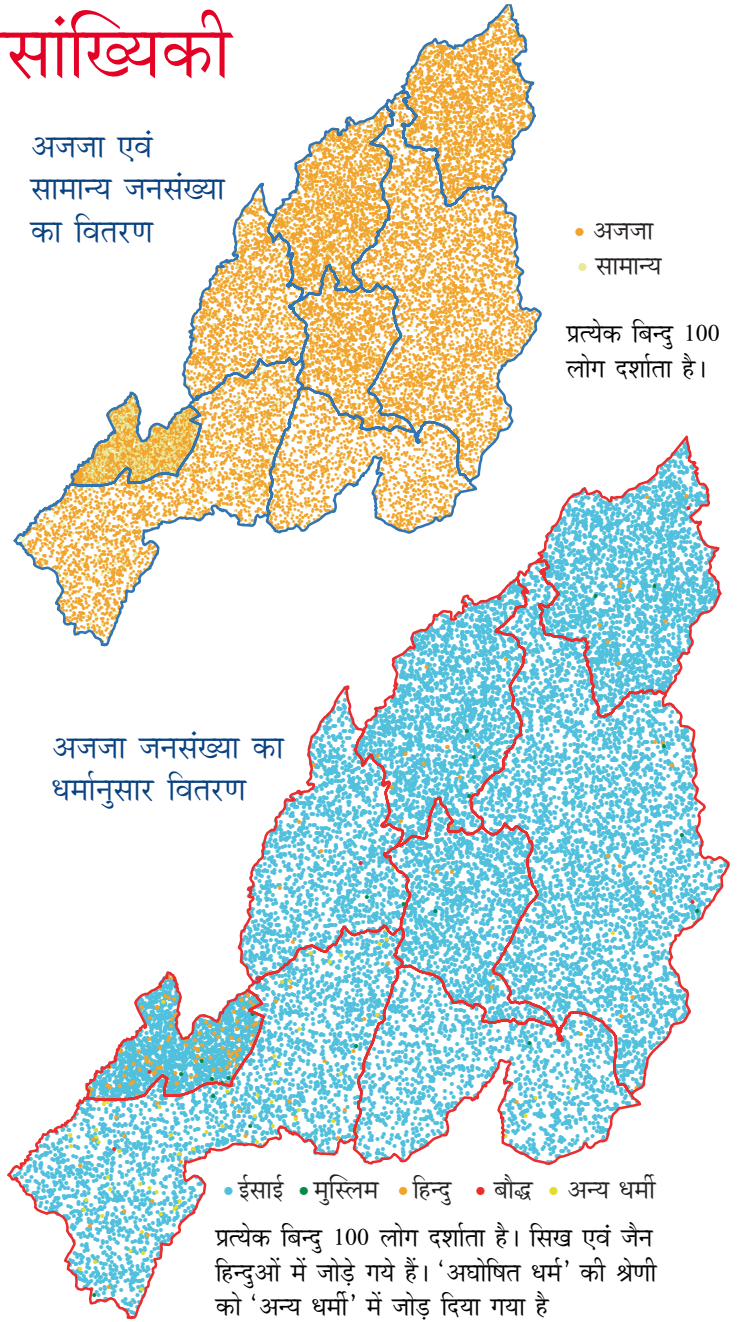 सांख्यिकी
अजजा एवं
सामान्य जनसंख्या
का वितरण
• अजजा
• सामान्य
प्रत्येक बिन्दु 100
लोग दर्शाता है।
अजजा जनसंख्या का
धर्मानुसार वितरण
• ईसाई • मुस्लिम • हिन्दु • बौद्ध • अन्य धर्मी
प्रत्येक बिन्दु 100 लोग दर्शाता है। सिख एवं जैन
हिन्दुओं में जोड़े गये हैं। ‘अघोषित धर्म’ की श्रेणी
को ‘अन्य धर्मी’ में जोड़ दिया गया है